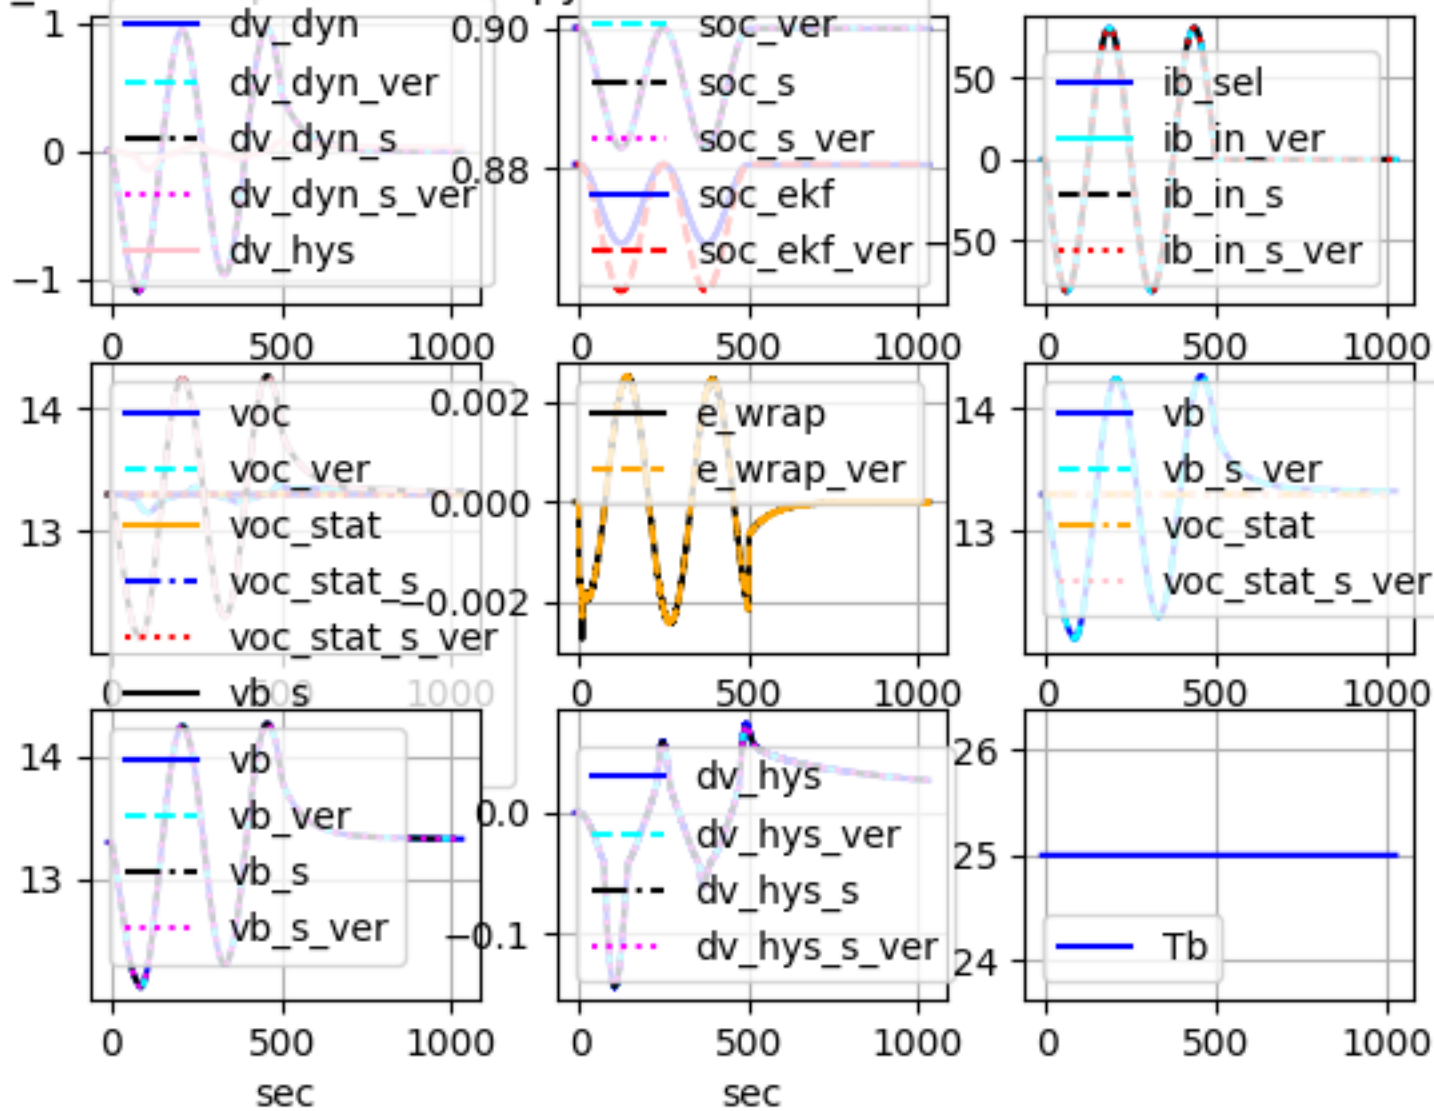 1
0
−1
dv_dyn
dv_dyn_ver
dv_dyn_s
dv_dyn_s_ver
dv_hys
0 500 1000
0.90
0.88
soc_ver
soc_s
soc_s_ver
soc_ekf
soc_ekf_ver
0 500 1000
50
0
50
ib_sel
ib_in_ver
ib_in_s
ib_in_s_ver
0 500 1000
14
13
voc
voc_ver
voc_stat
voc_stat_s
voc_stat_s_ver
vb_s
0 1000
0.002
0.000
−0.002
e_wrap
e_wrap_ver
0 500 1000
14
13
vb
vb_s_ver
voc_stat
voc_stat_s_ver
0 500 1000
14
13
vb
vb_ver
vb_s
vb_s_ver
0 500 1000
sec
0.0
−0.1
dv_hys
dv_hys_ver
dv_hys_s
dv_hys_s_ver
0 500 1000
sec
26
25
24
Tb
0 500 1000